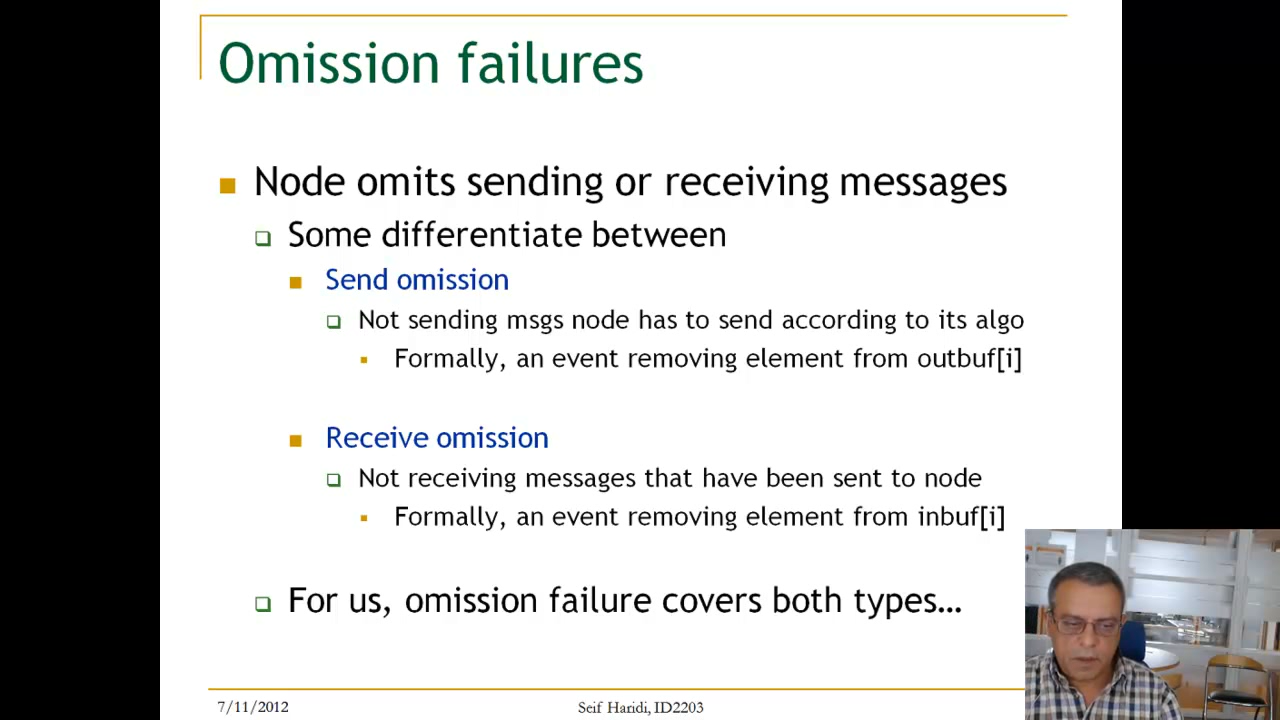 Omission failures
Node omits sending or receiving messages
Some differentiate between
Send omission
Not sending msgs node has to send according to its algo
Formally, an event removing element from outbuf[i]
Receive omission
Not receiving messages that have been sent to node
Formally, an event removing element from inbuf[i]
For us, omission failure covers both types…
7/11/2012
Seif Haridi, ID2203